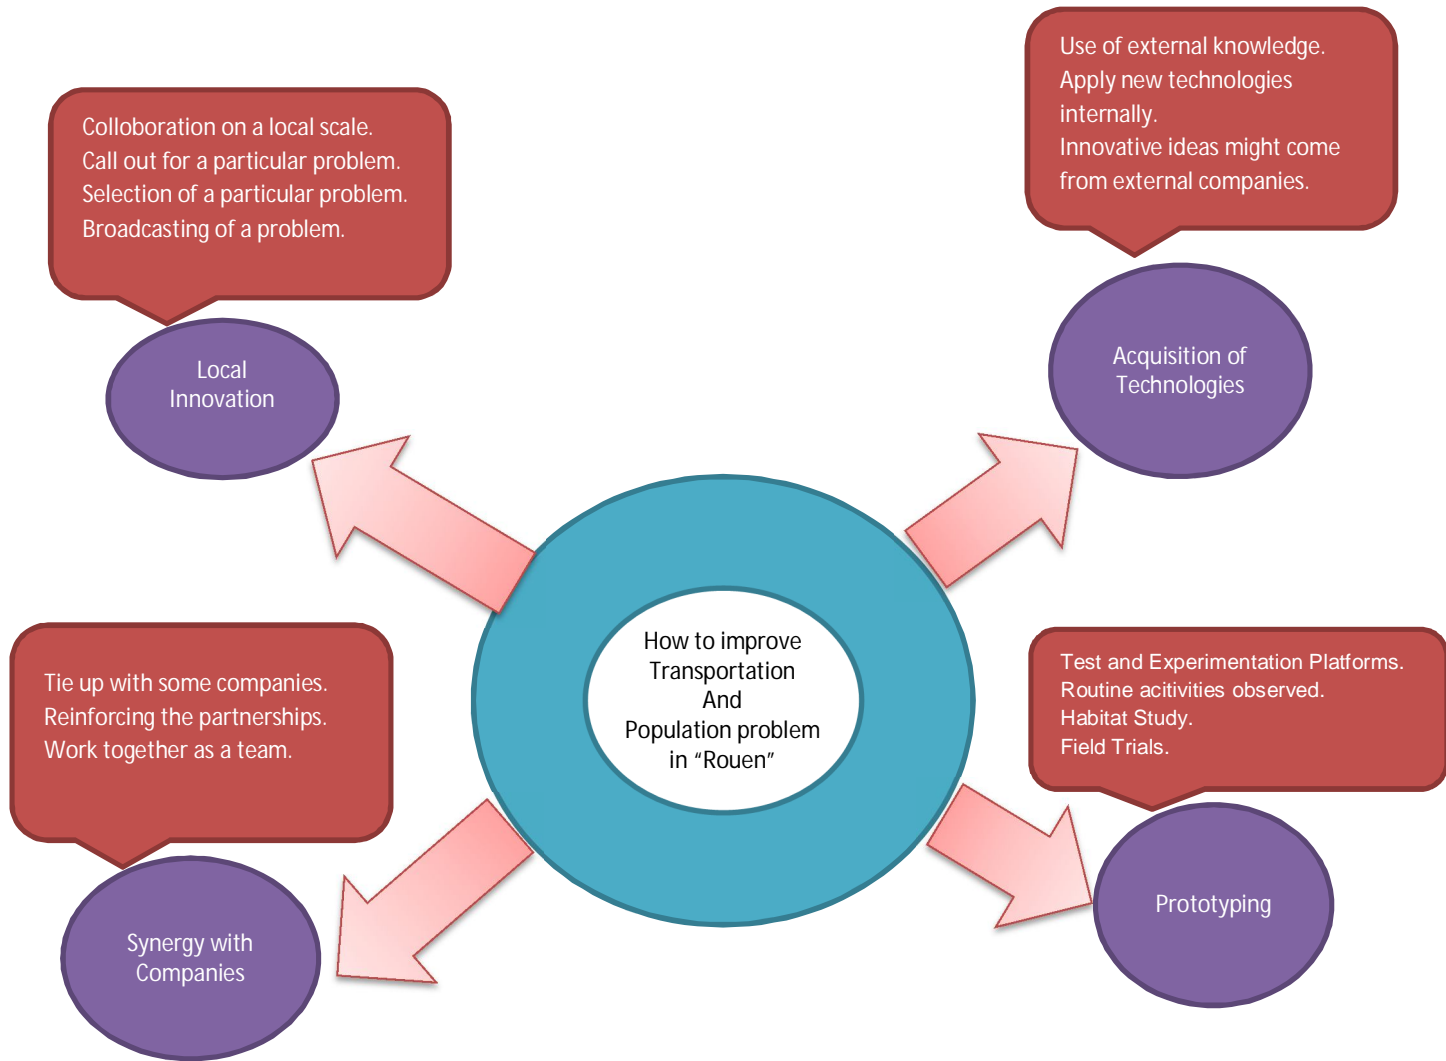 Colloboration on a local scale.
Call out for a particular problem.
Selection of a particular problem.
Broadcasting of a problem.
Local
Innovation
Use of external knowledge.
Apply new technologies
internally.
Innovative ideas might come
from external companies.
Acquisition of
Technologies
How to improve
Transportation
And
Population problem
in “Rouen”
Tie up with some companies.
Reinforcing the partnerships.
Work together as a team.
Synergy with
Companies
Test and Experimentation Platforms.
Routine acitivities observed.
Habitat Study.
Field Trials.
Prototyping